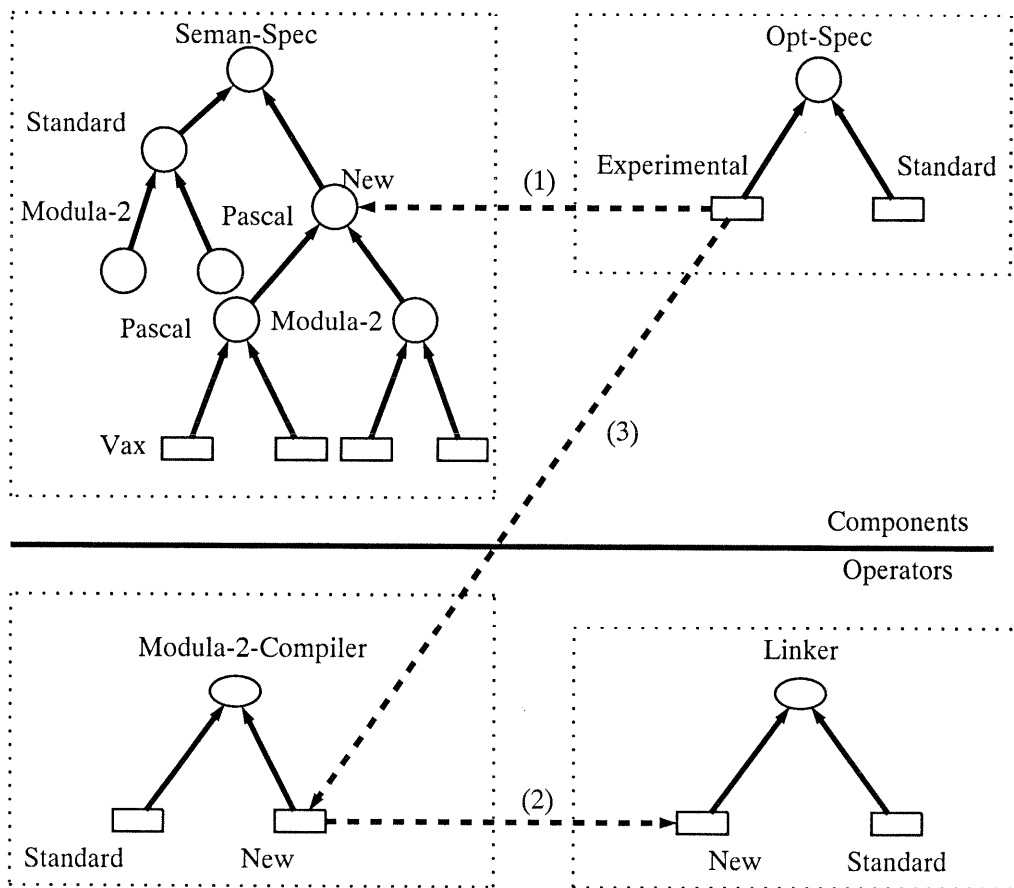 Seman-Spec
Opt-Spec
Standard
Experimental
Standard
New
(1)
Modula-2
Pascal
Pascal
Modula-2
Vax
(3)
Components
Operators
Modula-2-Compiler
Linker
(2)
Standard
New
New
Standard